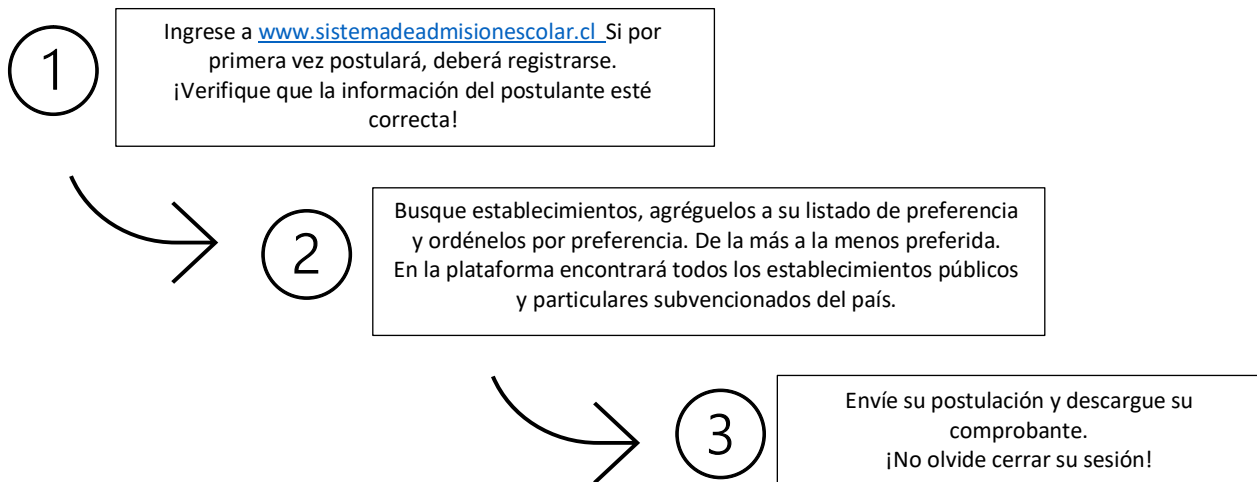 1
Ingrese a www.sistemadeadmisionescolar.cl Si por
primera vez postulará, deberá registrarse.
¡Verifique que la información del postulante esté
correcta!
2
Busque establecimientos, agréguelos a su listado de preferencia
y ordénelos por preferencia. De la más a la menos preferida.
En la plataforma encontrará todos los establecimientos públicos
y particulares subvencionados del país.
3
Envíe su postulación y descargue su
comprobante.
¡No olvide cerrar su sesión!